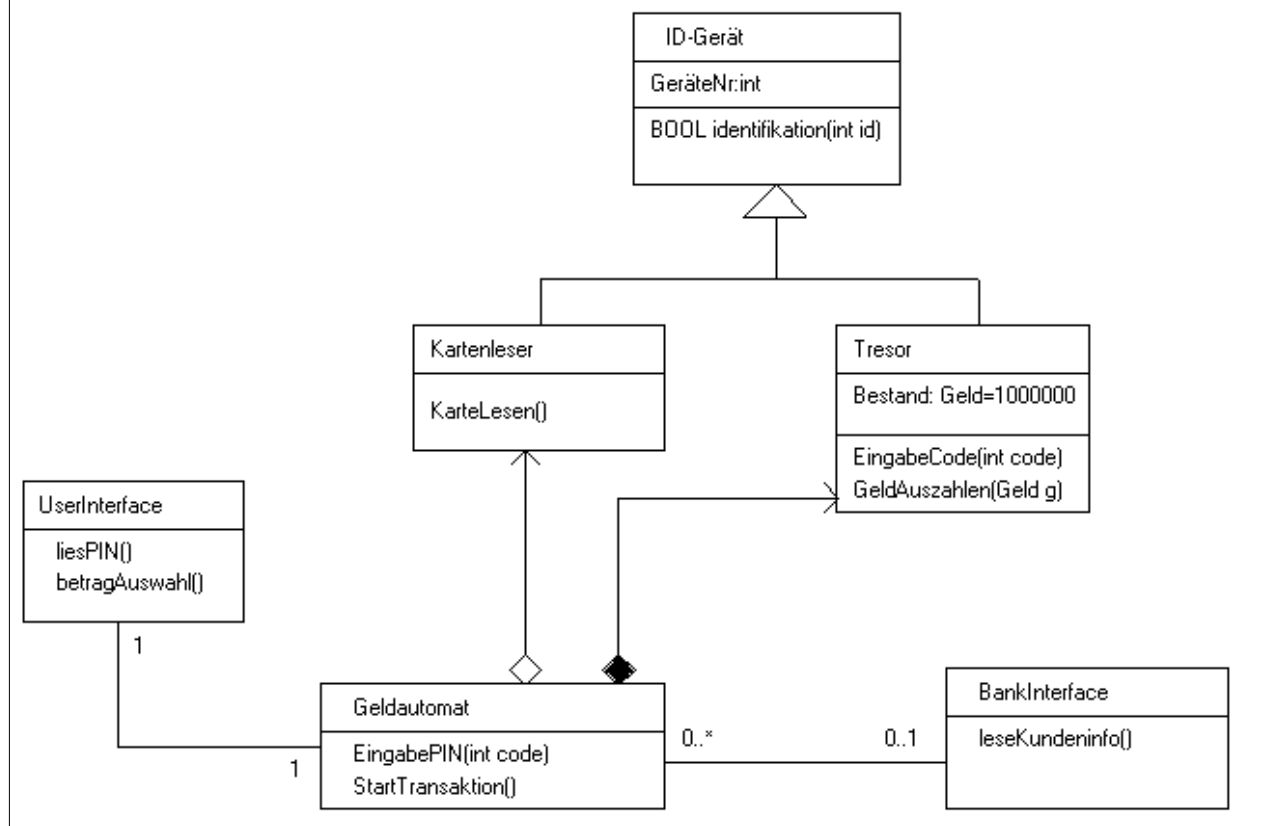 ID-Gerät
GeräteNr:int
BOOL identifikation(int id)
Kartenleser
KarteLesen()
Tresor
Bestand: Geld=1000000
EingabeCode(int code)
GeldAuszahlen(Geld g)
UserInterface
liesPIN()
betragAuswahl()
1
1
Geldautomat
EingabePIN(int code)
StartTransaktion()
0..*
0..1
BankInterface
leseKundeninfo()